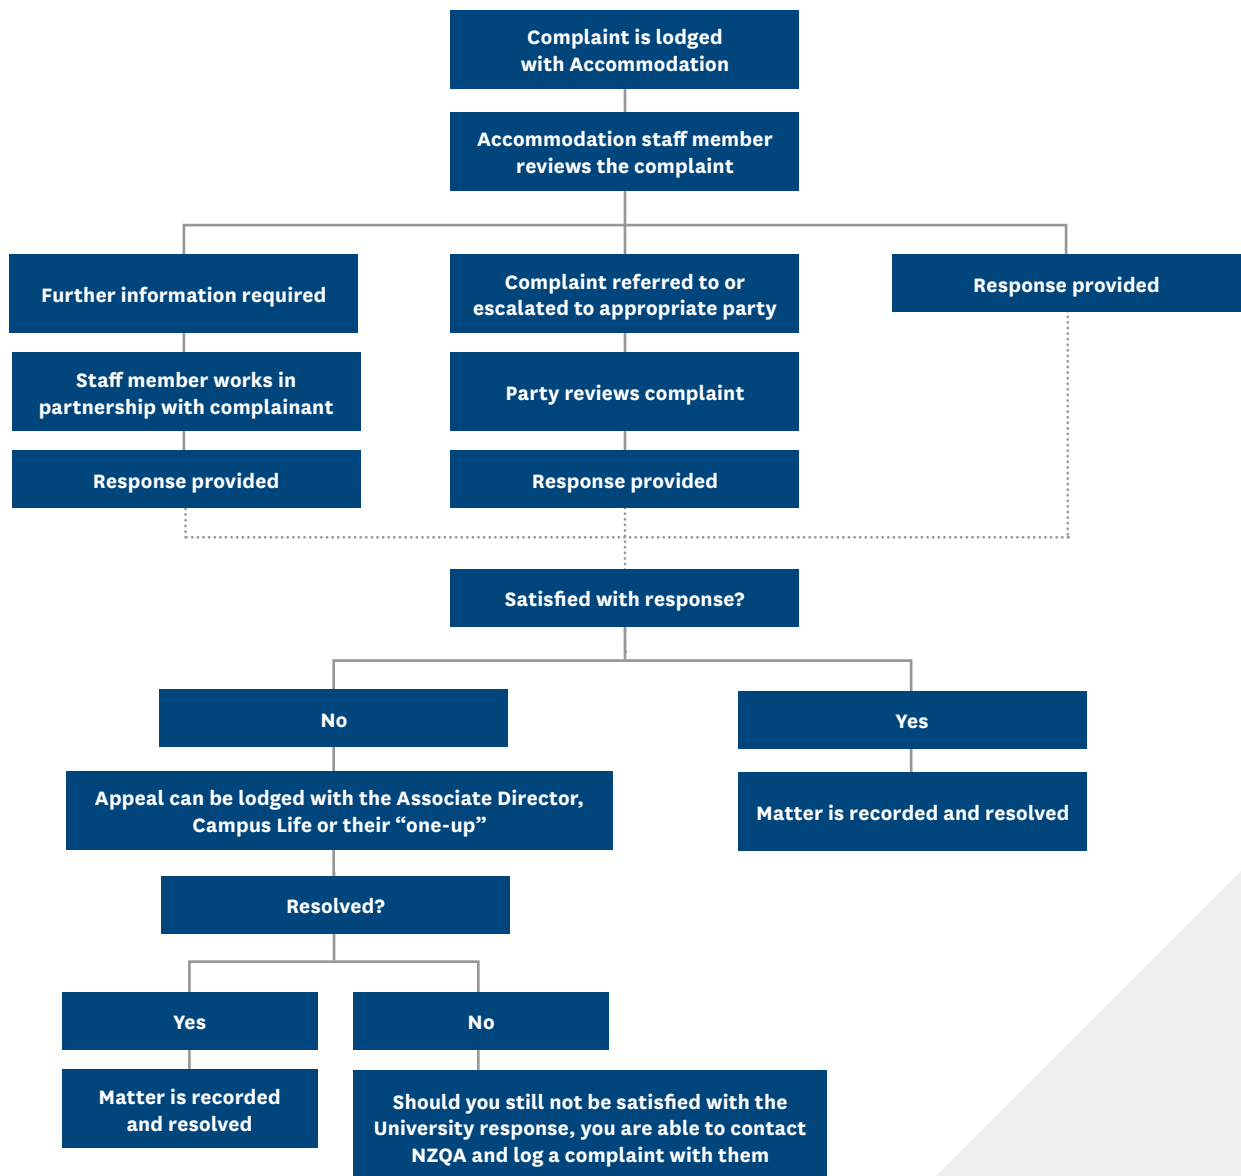 Complaint is lodged
with Accommodation
Accommodation staff member
reviews the complaint
Further information required
Complaint referred to or
escalated to appropriate party
Response provided
Staff member works in
partnership with complainant
Party reviews complaint
Response provided
Response provided
Satisfied with response?
No
Yes
Appeal can be lodged with the Associate Director,
Campus Life or their “one-up”
Matter is recorded and resolved
Resolved?
Yes
No
Matter is recorded
and resolved
Should you still not be satisfied with the
University response, you are able to contact
NZQA and log a complaint with them